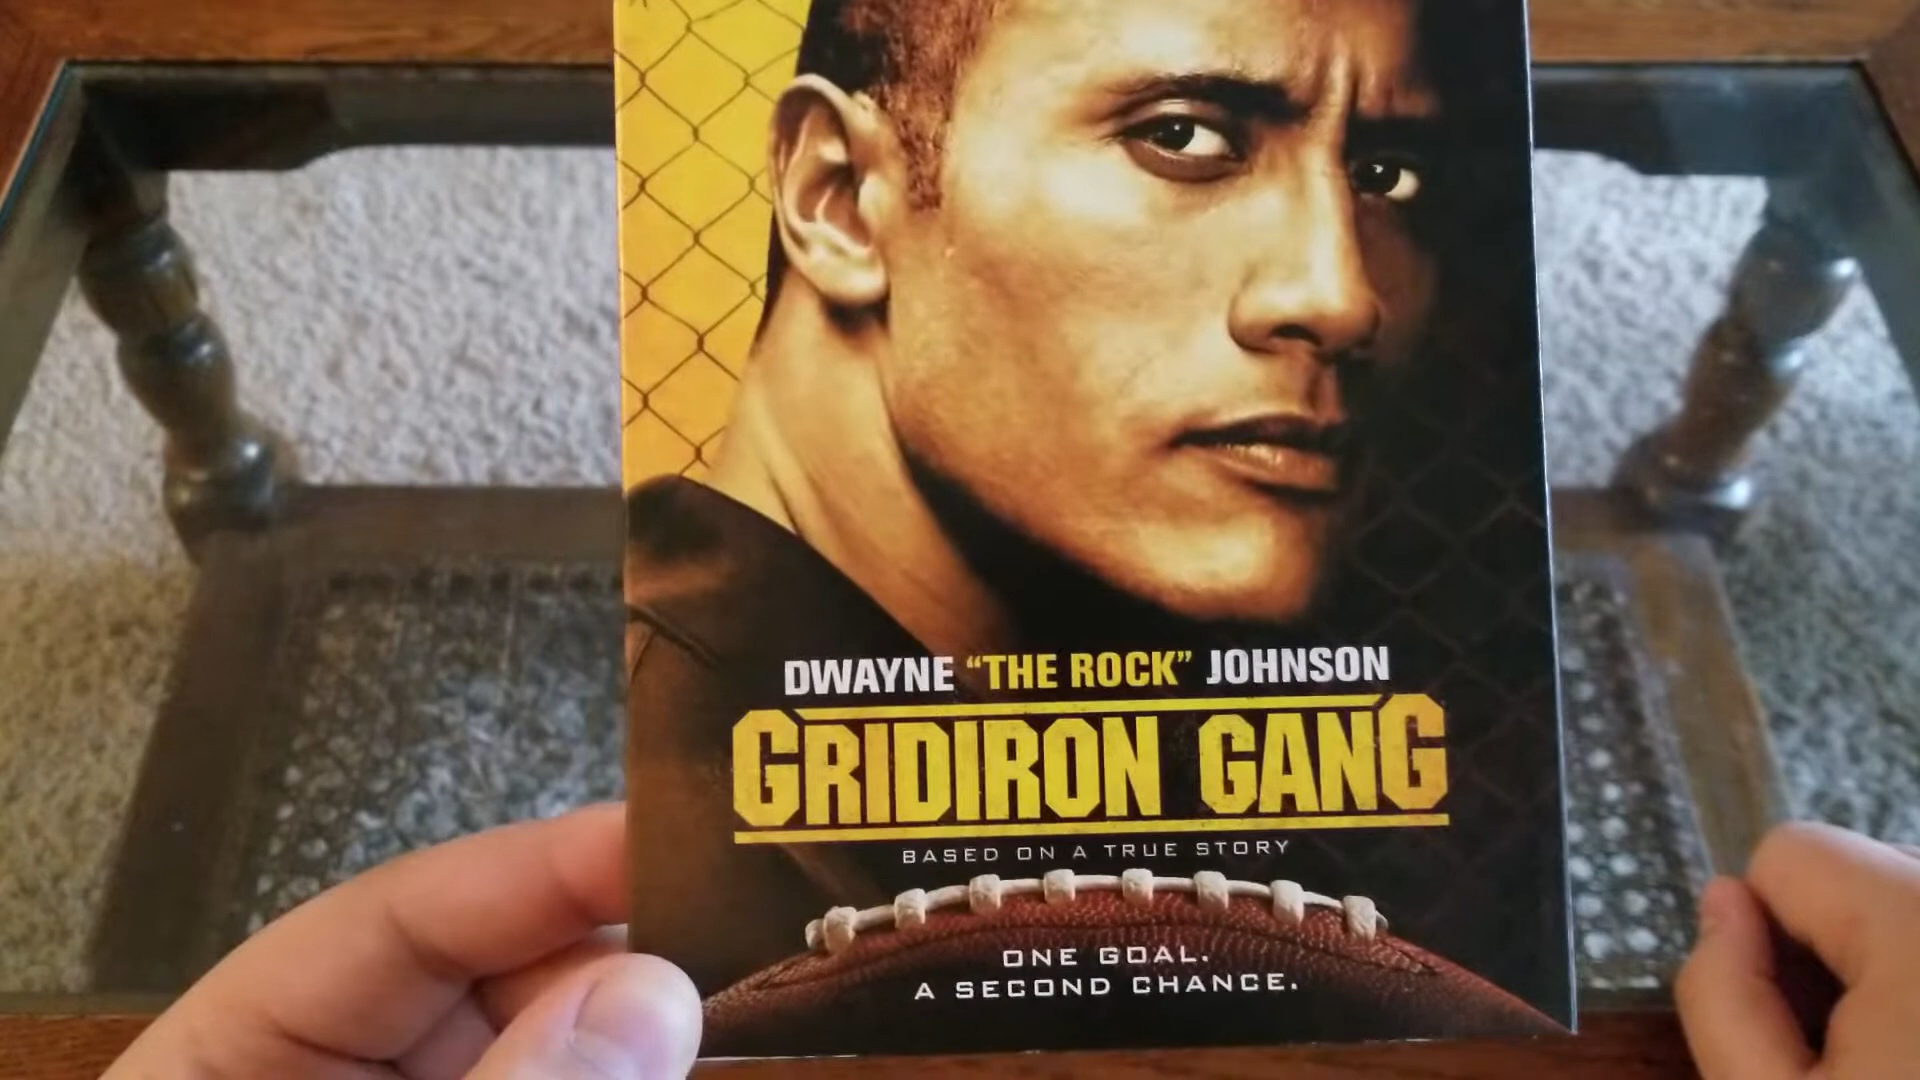 DWAYNE “THE ROCK” JOHNSON
GRIDIRON GANG
BASED ON A TRUE STORY
ONE GOAL.
A SECOND CHANCE.